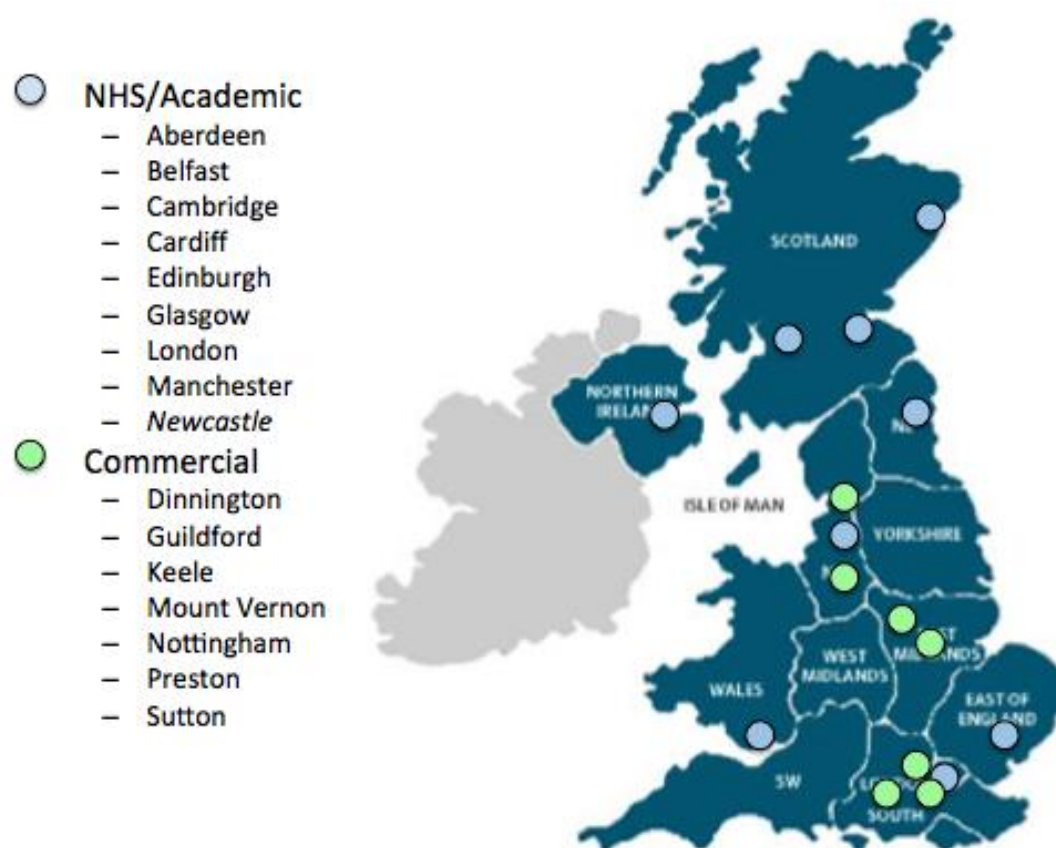 NHS/Academic
– Aberdeen
– Belfast
– Cambridge
– Cardiff
– Edinburgh
– Glasgow
– London
– Manchester
– Newcastle
Commercial
– Dinnington
– Guildford
– Keele
– Mount Vernon
– Nottingham
– Preston
– Sutton
SCOTLAND
NORTHERN
ISLE OF MAN
YORKSHIRE
WEST
MIDLANDS
WALES
EAST OF
ENGLAND
SW
SOUTH